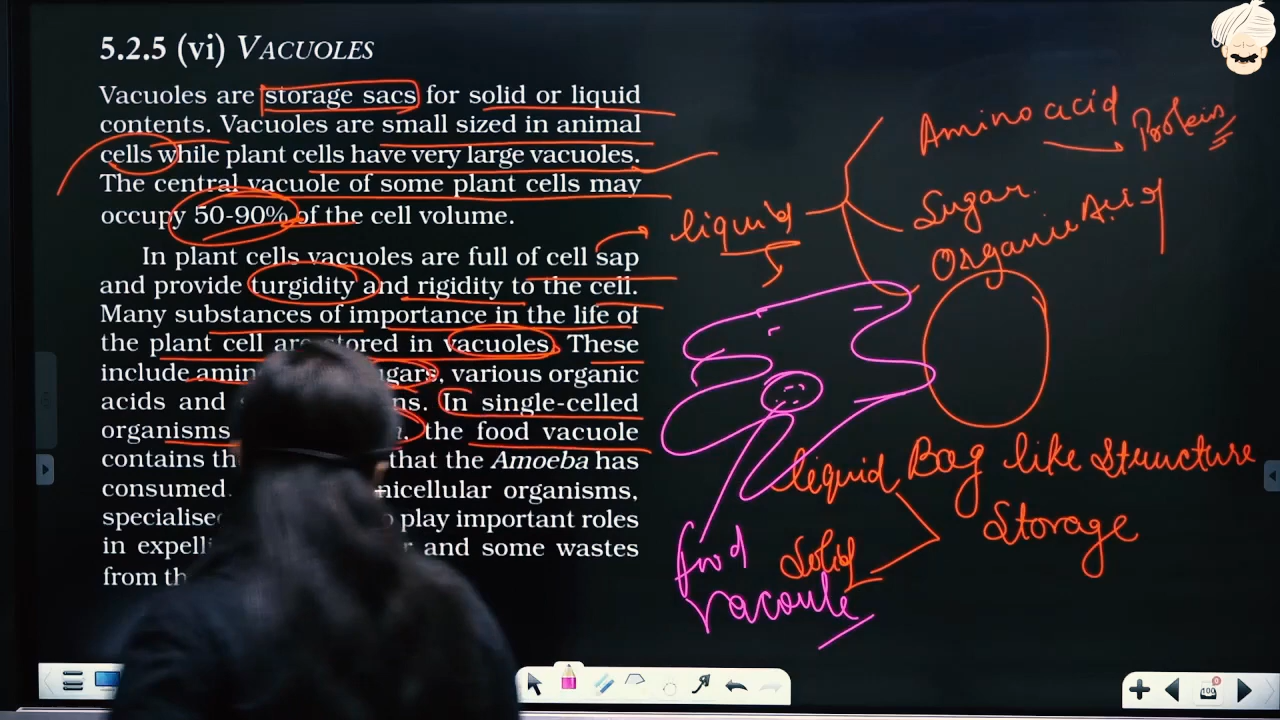 5.2.5 (vi) VACUOLES
Vacuoles are storage sacs for solid or liquid
contents. Vacuoles are small sized in animal
cells while plant cells have very large vacuoles.
The central vacuole of some plant cells may
occupy 50-90% of the cell volume.
In plant cells vacuoles are full of cell sap
and provide turgidity and rigidity to the cell.
Many substances of importance in the life of
the plant cell are stored in vacuoles. These
include amin ugars, various organic
acids and s ns. In single-celled
organisms the food vacuole
contains th that the Amoeba has
consumed. nicellular organisms,
specialised o play important roles
in expelli r and some wastes
from th
Amino acid
Protein
Sugar
liquid
Organic Acid
liquid
Bag like Structure
Storage
Solid
food
Vacoule
100